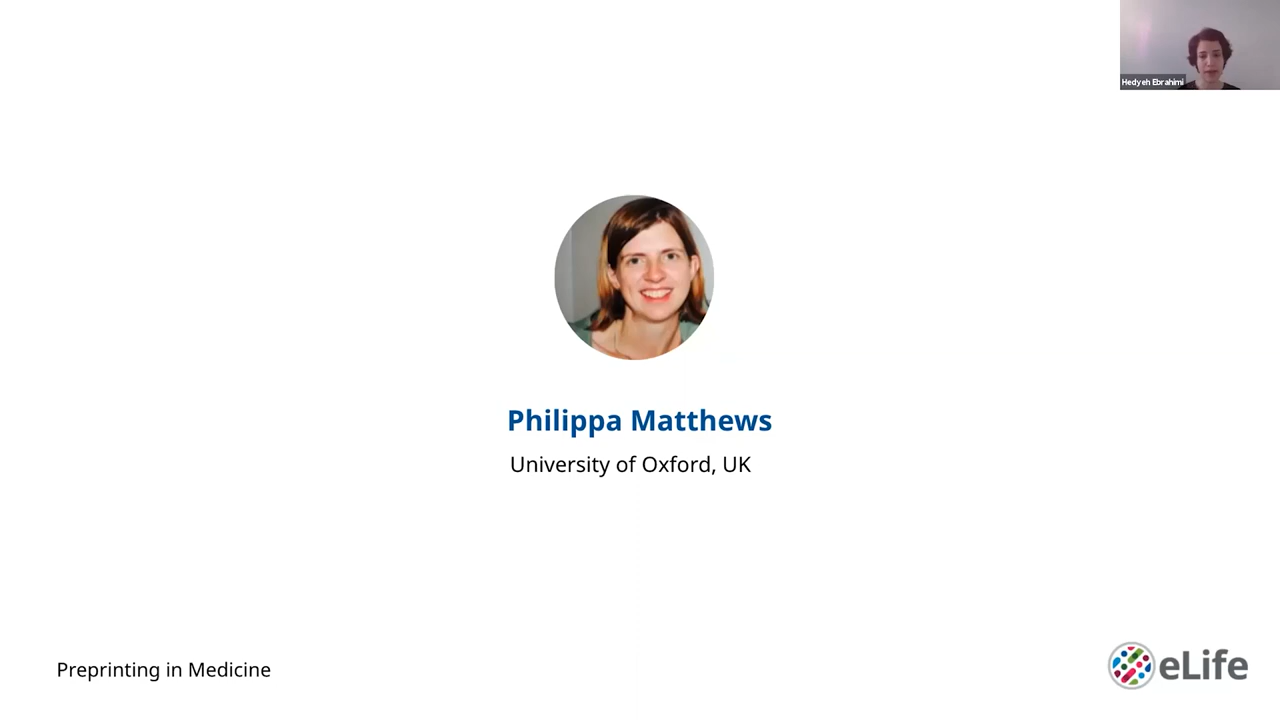 Hedyeh Ebrahimi
Philippa Matthews
University of Oxford, UK
Preprinting in Medicine
eLife